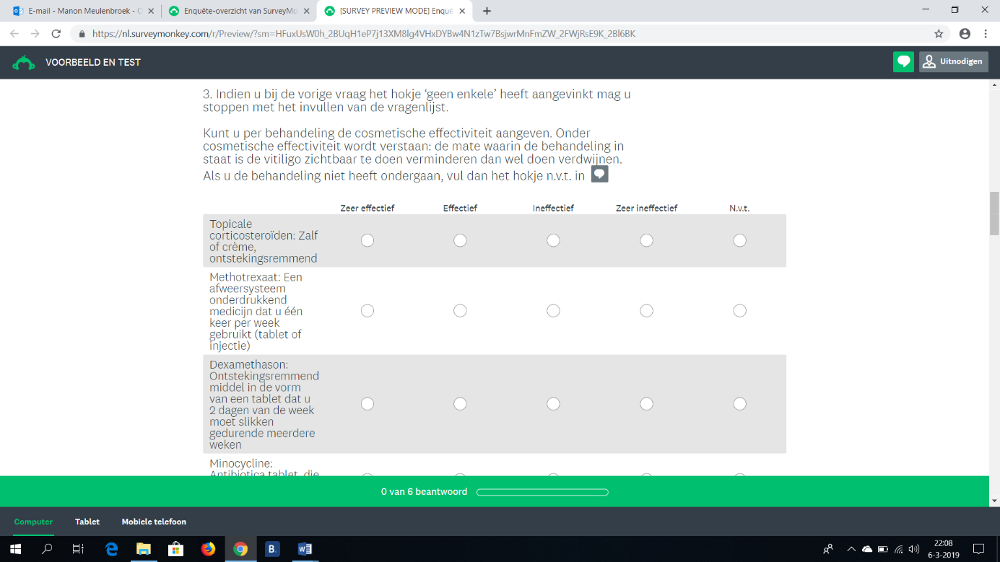 E-mail - Manon Meulenbroek - O
Enquête-overzicht van SurveyMo
[SURVEY PREVIEW MODE] Enquê
https://nl.surveymonkey.com/r/Preview/?sm=HFuxUsW0h_2BUqH1eP7j13XM8lg4VHxDYBw4N1zTw7BsjwrMnFmZW_2FWjRsE9K_2Bl6BK
VOORBEELD EN TEST
Uitnodigen
3. Indien u bij de vorige vraag het hokje ‘geen enkele’ heeft aangevinkt mag u
stoppen met het invullen van de vragenlijst.
Kunt u per behandeling de cosmetische effectiviteit aangeven. Onder
cosmetische effectiviteit wordt verstaan: de mate waarin de behandeling in
staat is de vitiligo zichtbaar te doen verminderen dan wel doen verdwijnen.
Als u de behandeling niet heeft ondergaan, vul dan het hokje n.v.t. in
Zeer effectief Effectief Ineffectief Zeer ineffectief N.v.t.
Topicale
corticosteroïden: Zalf
of crème,
ontstekingsremmend
Methotrexaat: Een
afweersysteem
onderdrukkend
medicijn dat u één
keer per week
gebruikt (tablet of
injectie)
Dexamethason:
Ontstekingsremmend
middel in de vorm
van een tablet dat u
2 dagen van de week
moet slikken
gedurende meerdere
weken
Minocycline:
Antibiotica tablet, die
0 van 6 beantwoord
Computer Tablet Mobiele telefoon
B.
22:08
6-3-2019